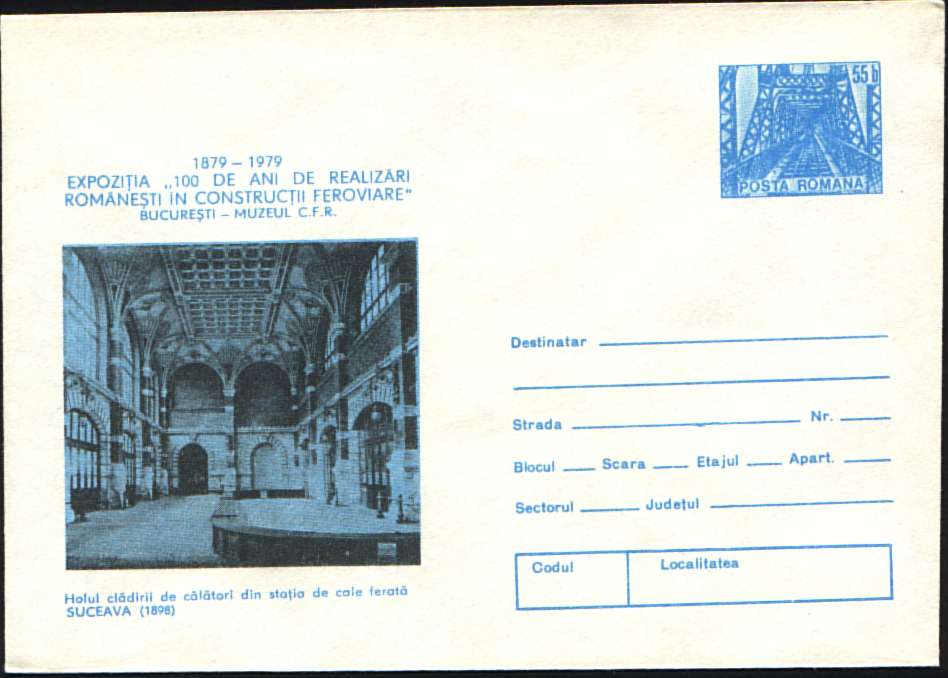 1879 – 1979
EXPOZIȚIA „100 DE ANI DE REALIZĂRI
ROMÂNEȘTI ÎN CONSTRUCȚII FEROVIARE"
BUCUREȘTI – MUZEUL C.F.R.
Holul clădirii de călători din stația de cale ferată
SUCEAVA (1898)
55 b
POSTA ROMANA
Destinatar
Strada Nr.
Blocul Scara Etajul Apart.
Sectorul Județul
Codul Localitatea